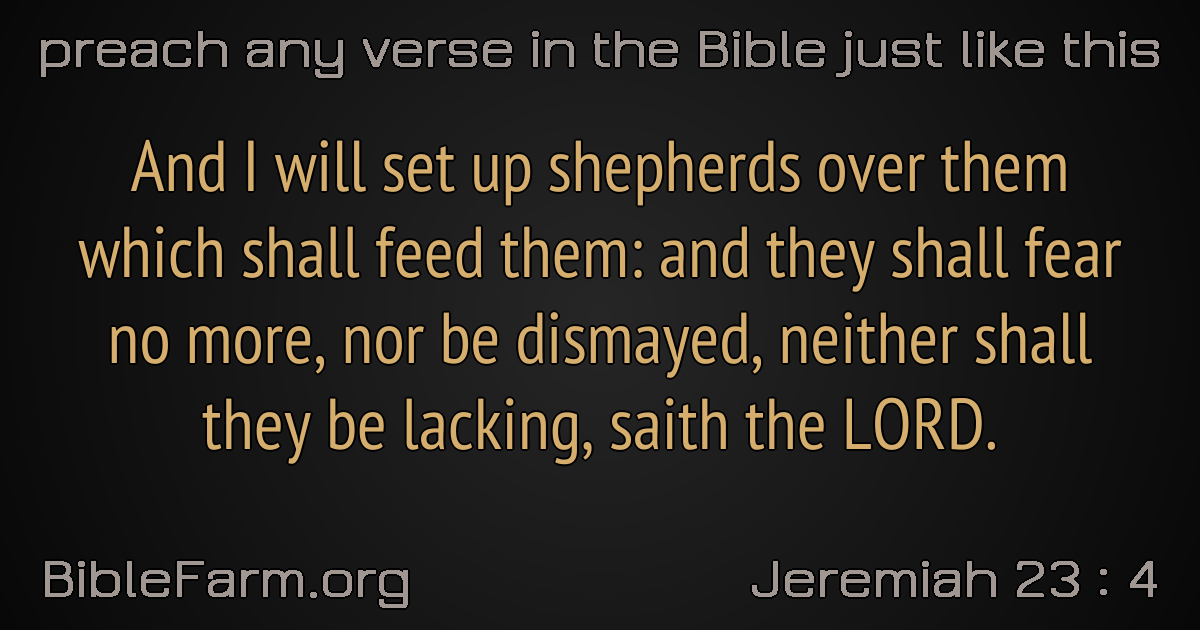 preach any verse in the Bible just like this
And I will set up shepherds over them
which shall feed them: and they shall fear
no more, nor be dismayed, neither shall
they be lacking, saith the LORD.
BibleFarm.org
Jeremiah 23 : 4